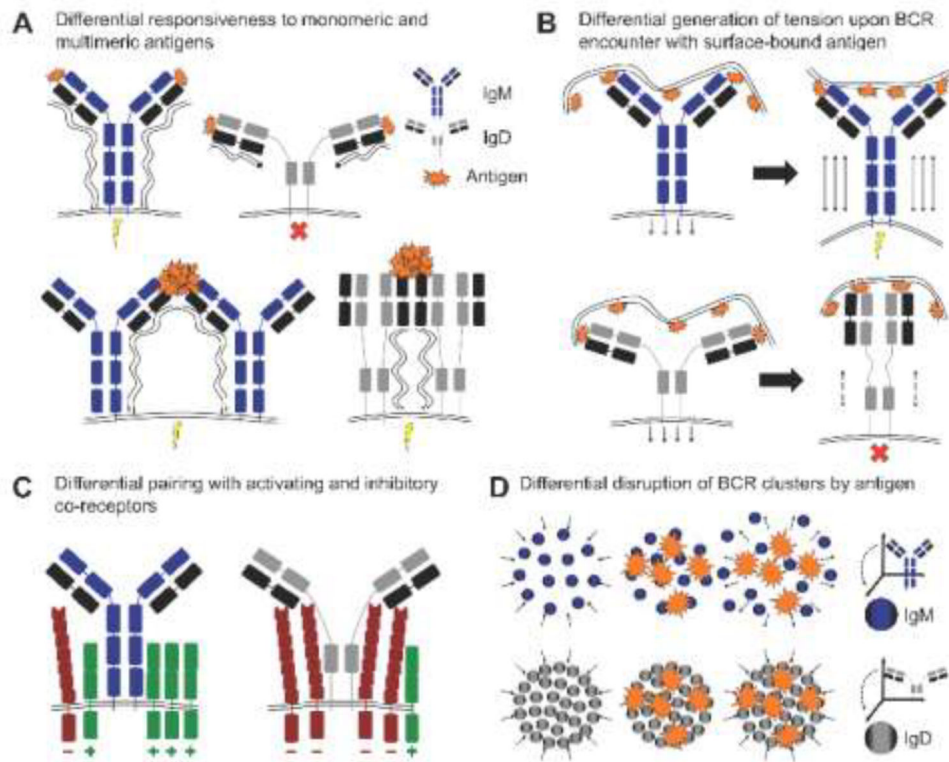 A Differential responsiveness to monomeric and
multimeric antigens
IgM
IgD
Antigen
B Differential generation of tension upon BCR
encounter with surface-bound antigen
C Differential pairing with activating and inhibitory
co-receptors
− + + + +
− − − − +
D Differential disruption of BCR clusters by antigen
IgM
IgD